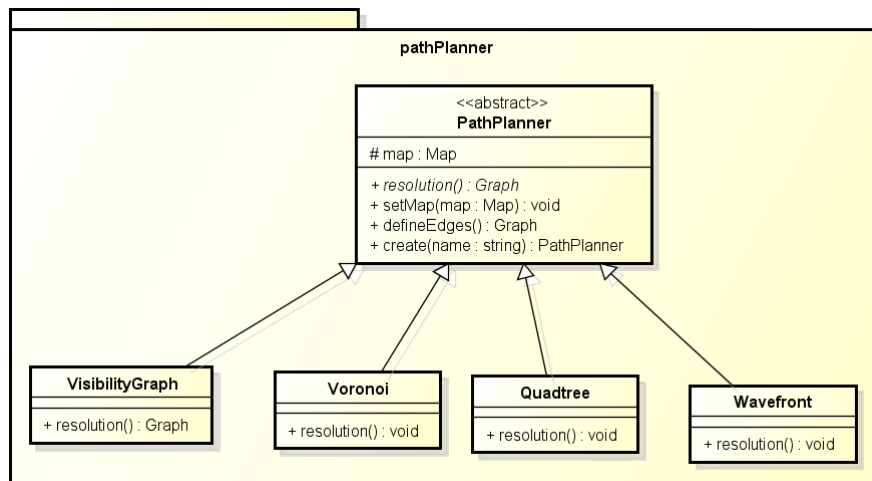 pathPlanner
<<abstract>>
PathPlanner
# map : Map
+ resolution() : Graph
+ setMap(map : Map) : void
+ defineEdges() : Graph
+ create(name : string) : PathPlanner
VisibilityGraph
+ resolution() : Graph
Voronoi
+ resolution() : void
Quadtree
+ resolution() : void
Wavefront
+ resolution() : void